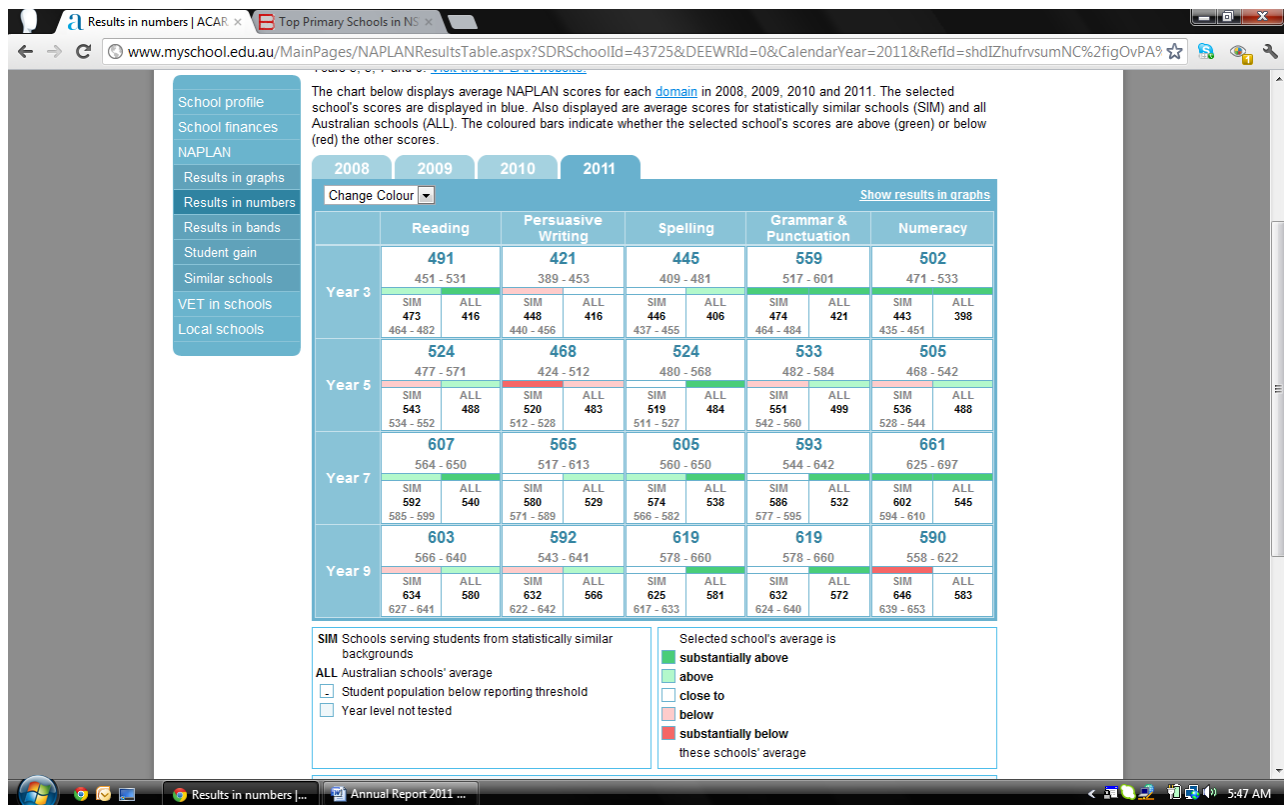 Results in numbers | ACAR ×
Top Primary Schools in NS ×
www.myschool.edu.au/MainPages/NAPLANResultsTable.aspx?SDRSchoolId=43725&DEEWRId=0&CalendarYear=2011&RefId=shdIZhufrvsumNC%2figOvPA%
School profile
School finances
NAPLAN
Results in graphs
Results in numbers
Results in bands
Student gain
Similar schools
VET in schools
Local schools
The chart below displays average NAPLAN scores for each domain in 2008, 2009, 2010 and 2011. The selected
school's scores are displayed in blue. Also displayed are average scores for statistically similar schools (SIM) and all
Australian schools (ALL). The coloured bars indicate whether the selected school's scores are above (green) or below
(red) the other scores.
2008 2009 2010 2011
Change Colour Show results in graphs
Reading Persuasive Writing Spelling Grammar & Punctuation Numeracy
Year 3
491 421 445 559 502
451 - 531 389 - 453 409 - 481 517 - 601 471 - 533
SIM ALL SIM ALL SIM ALL SIM ALL SIM ALL
473 416 448 416 446 406 474 421 443 398
464 - 482 440 - 456 437 - 455 464 - 484 435 - 451
Year 5
524 468 524 533 505
477 - 571 424 - 512 480 - 568 482 - 584 468 - 542
SIM ALL SIM ALL SIM ALL SIM ALL SIM ALL
543 488 520 483 519 484 551 499 536 488
534 - 552 512 - 528 511 - 527 542 - 560 528 - 544
Year 7
607 565 605 593 661
564 - 650 517 - 613 560 - 650 544 - 642 625 - 697
SIM ALL SIM ALL SIM ALL SIM ALL SIM ALL
592 540 580 529 574 538 586 532 602 545
585 - 599 571 - 589 566 - 582 577 - 595 594 - 610
Year 9
603 592 619 619 590
566 - 640 543 - 641 578 - 660 578 - 660 558 - 622
SIM ALL SIM ALL SIM ALL SIM ALL SIM ALL
634 580 632 566 625 581 632 572 646 583
627 - 641 622 - 642 617 - 633 624 - 640 639 - 653
SIM Schools serving students from statistically similar
backgrounds
ALL Australian schools' average
- Student population below reporting threshold
Year level not tested
Selected school's average is
substantially above
above
close to
below
substantially below
these schools' average
Results in numbers |...
Annual Report 2011 ...
5:47 AM